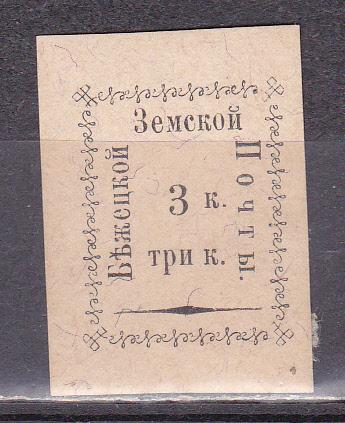 Бѣжецкой
Земской
Почты.
3 к.
три к.